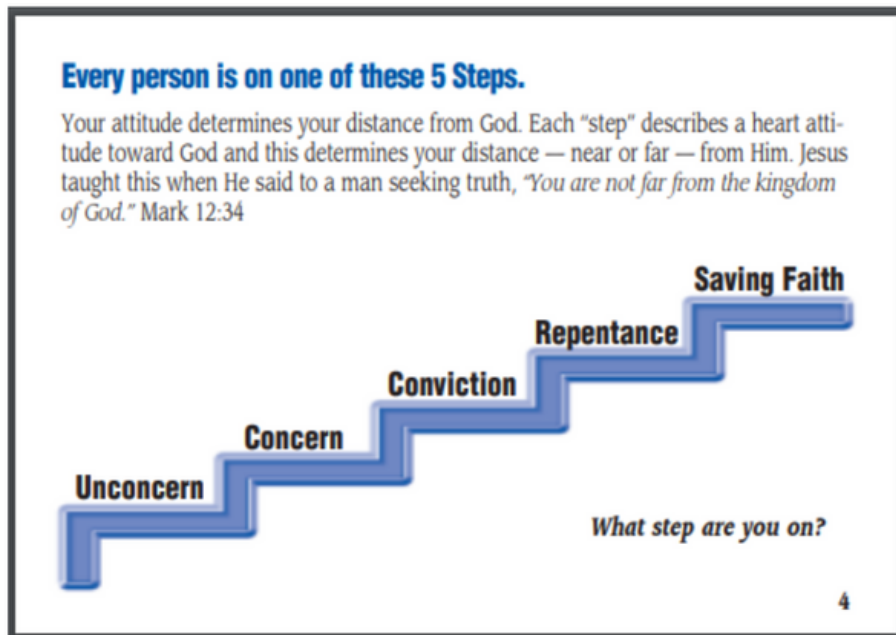 Every person is on one of these 5 Steps.
Your attitude determines your distance from God. Each “step” describes a heart atti-
tude toward God and this determines your distance — near or far — from Him. Jesus
taught this when He said to a man seeking truth, “You are not far from the kingdom
of God.” Mark 12:34
Saving Faith
Repentance
Conviction
Concern
Unconcern
What step are you on?
4